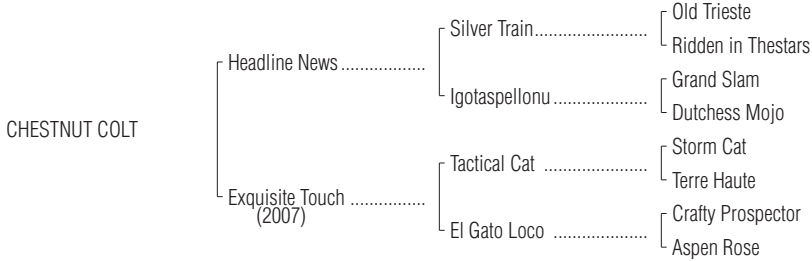 Old Trieste
Silver Train........................
Ridden in Thestars
Headline News..................
Grand Slam
Igotaspellonu....................
Dutchess Mojo
CHESTNUT COLT
Storm Cat
Tactical Cat ......................
Terre Haute
Exquisite Touch ................
(2007)
Crafty Prospector
El Gato Loco ....................
Aspen Rose